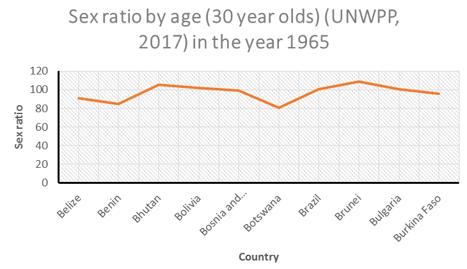 Sex ratio by age (30 year olds) (UNWPP,
2017) in the year 1965
120
100
80
60
40
20
0
Sex ratio
Belize
Benin
Bhutan
Bolivia
Bosnia and...
Botswana
Brazil
Brunei
Bulgaria
Burkina Faso
Country